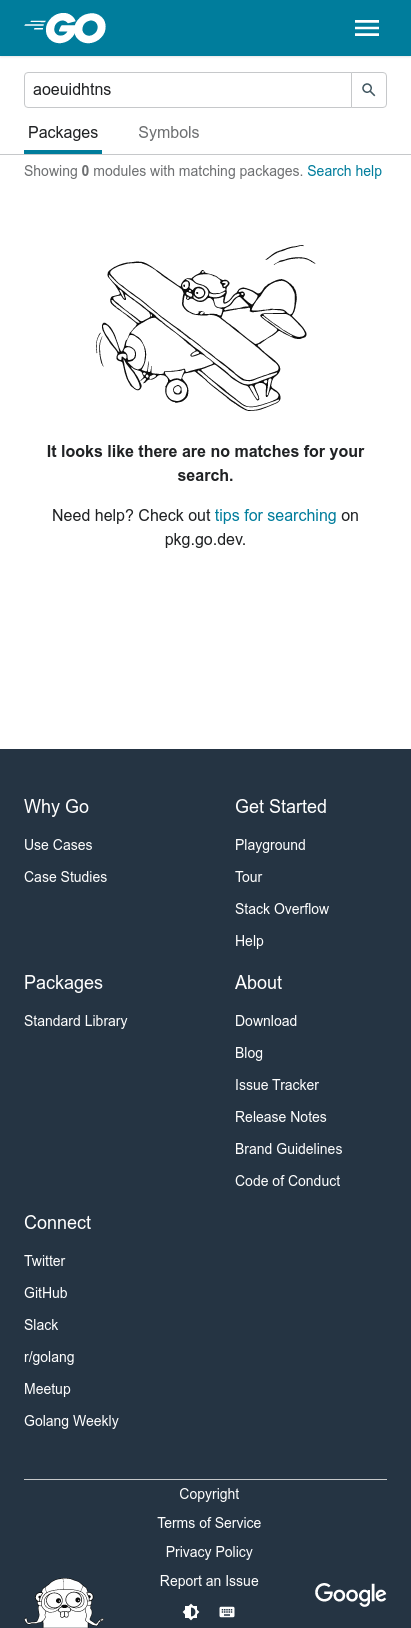 GO
aoeuidhtns
Packages Symbols
Showing 0 modules with matching packages. Search help
It looks like there are no matches for your
search.
Need help? Check out tips for searching on
pkg.go.dev.
Why Go
Use Cases
Case Studies
Get Started
Playground
Tour
Stack Overflow
Help
Packages
Standard Library
About
Download
Blog
Issue Tracker
Release Notes
Brand Guidelines
Code of Conduct
Connect
Twitter
GitHub
Slack
r/golang
Meetup
Golang Weekly
Copyright
Terms of Service
Privacy Policy
Report an Issue
Google